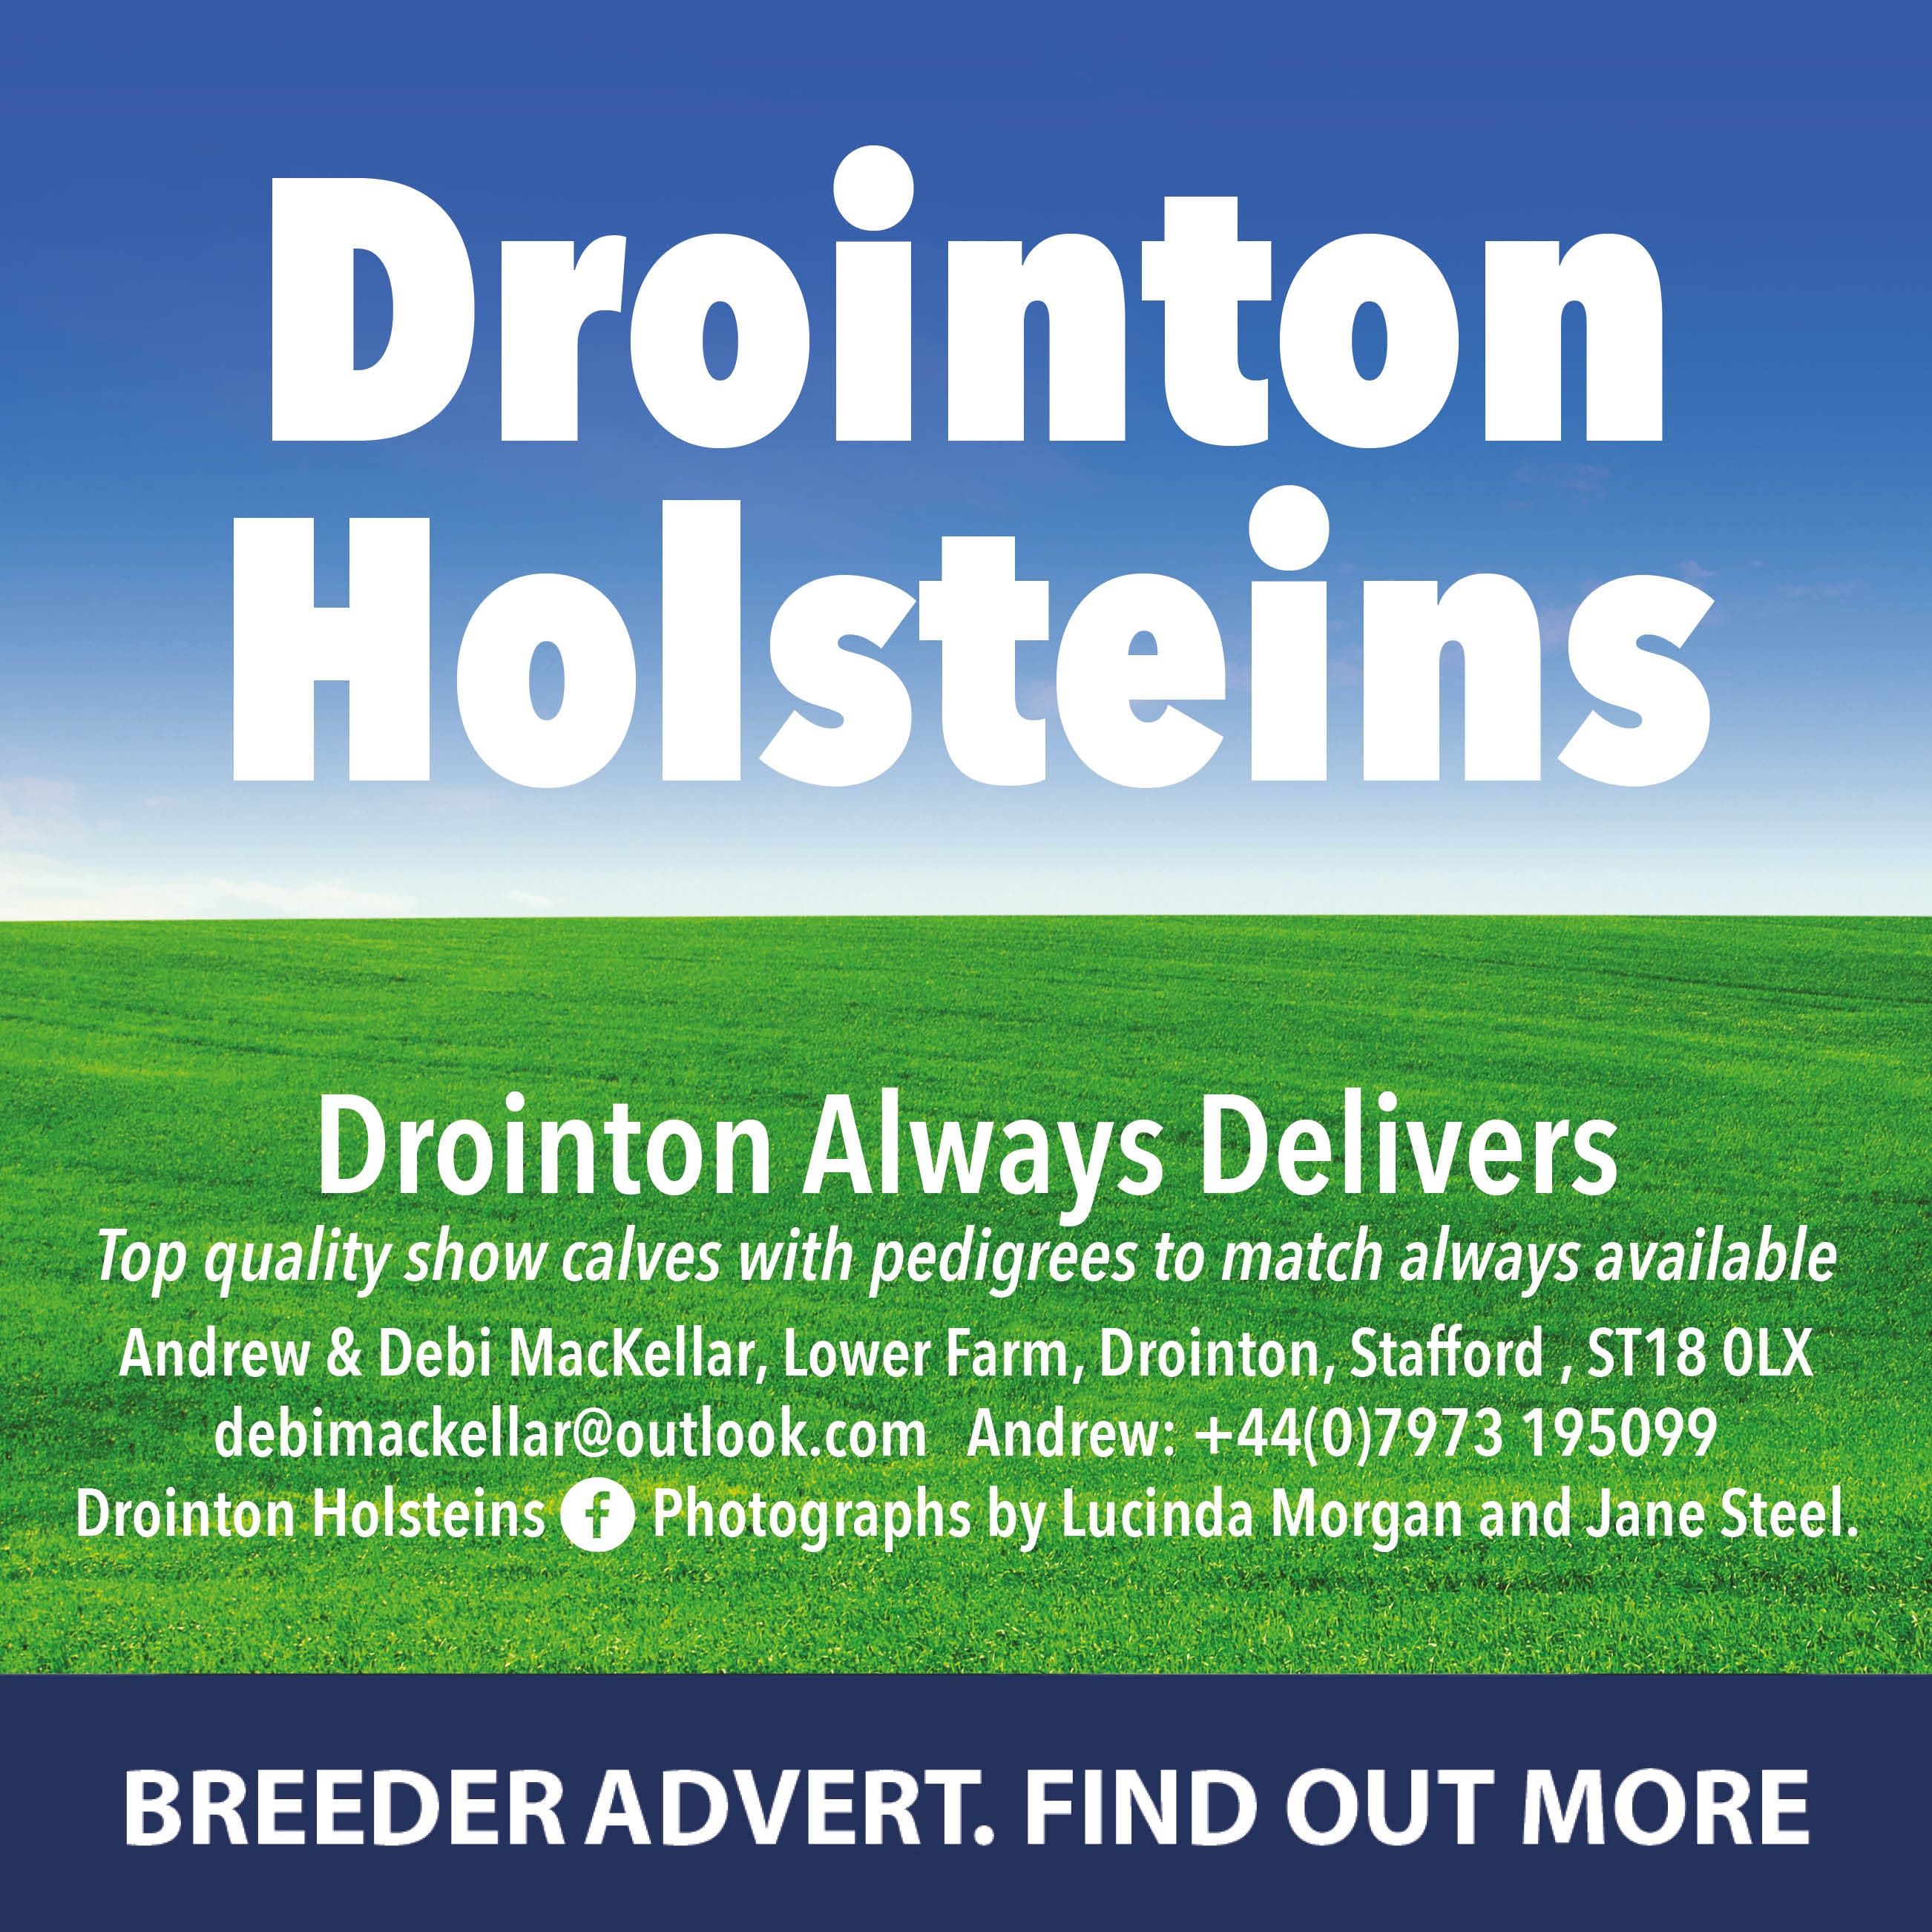 Drointon
Holsteins
Drointon Always Delivers
Top quality show calves with pedigrees to match always available
Andrew & Debi MacKellar, Lower Farm, Drointon, Stafford , ST18 0LX
debimackellar@outlook.com Andrew: +44(0)7973 195099
Drointon Holsteins f Photographs by Lucinda Morgan and Jane Steel.
BREEDER ADVERT. FIND OUT MORE